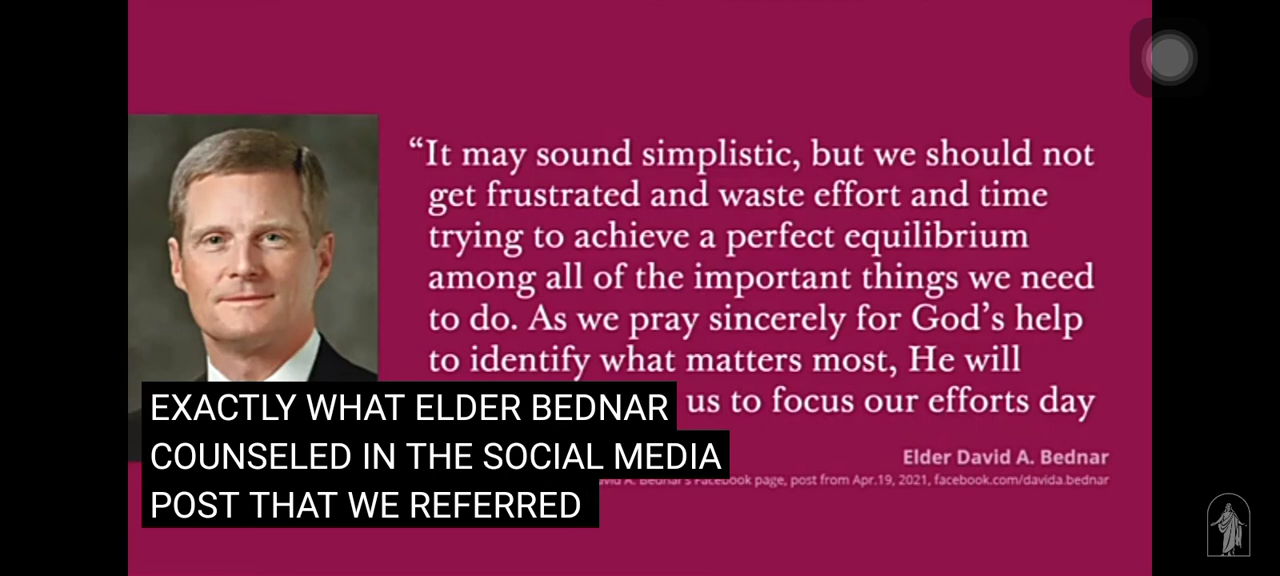 “It may sound simplistic, but we should not
get frustrated and waste effort and time
trying to achieve a perfect equilibrium
among all of the important things we need
to do. As we pray sincerely for God’s help
to identify what matters most, He will
us to focus our efforts day
Elder David A. Bednar
Bednar's Facebook page, post from Apr.19, 2021, facebook.com/davida.bednar
EXACTLY WHAT ELDER BEDNAR
COUNSELED IN THE SOCIAL MEDIA
POST THAT WE REFERRED